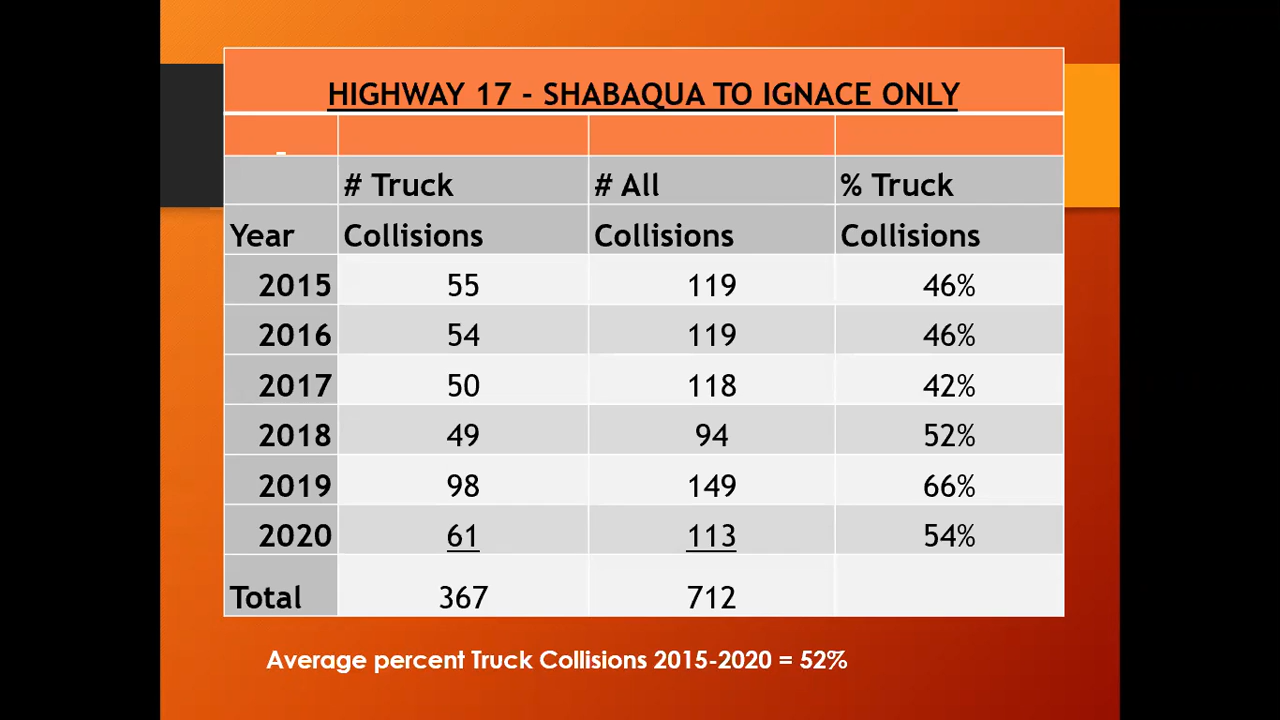 HIGHWAY 17 - SHABAQUA TO IGNACE ONLY
-
# Truck # All % Truck
Year Collisions Collisions Collisions
2015 55 119 46%
2016 54 119 46%
2017 50 118 42%
2018 49 94 52%
2019 98 149 66%
2020 61 113 54%
Total 367 712
Average percent Truck Collisions 2015-2020 = 52%